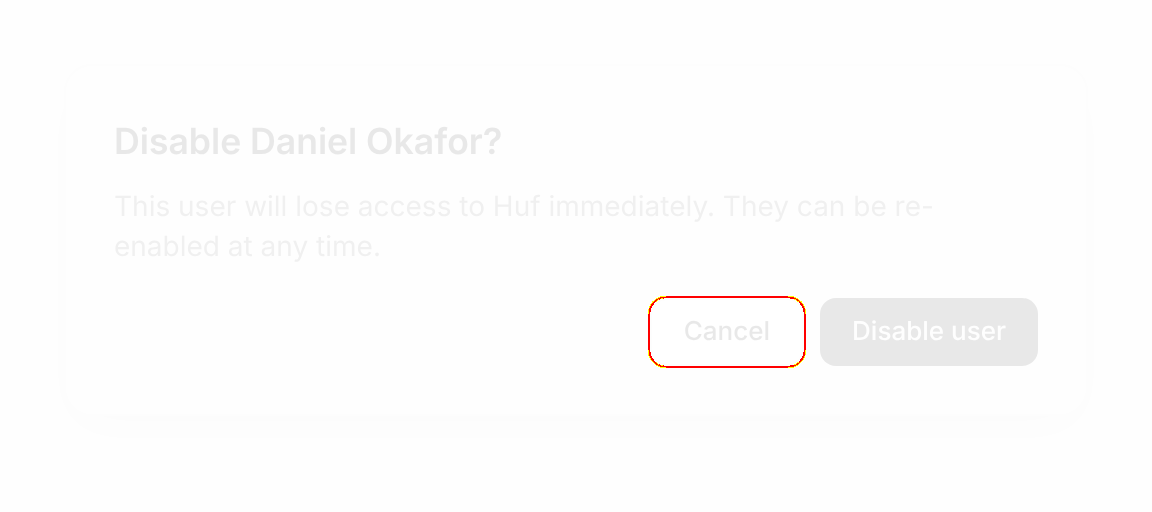 Disable Daniel Okafor?
This user will lose access to Huf immediately. They can be re-
enabled at any time.
Cancel Disable user